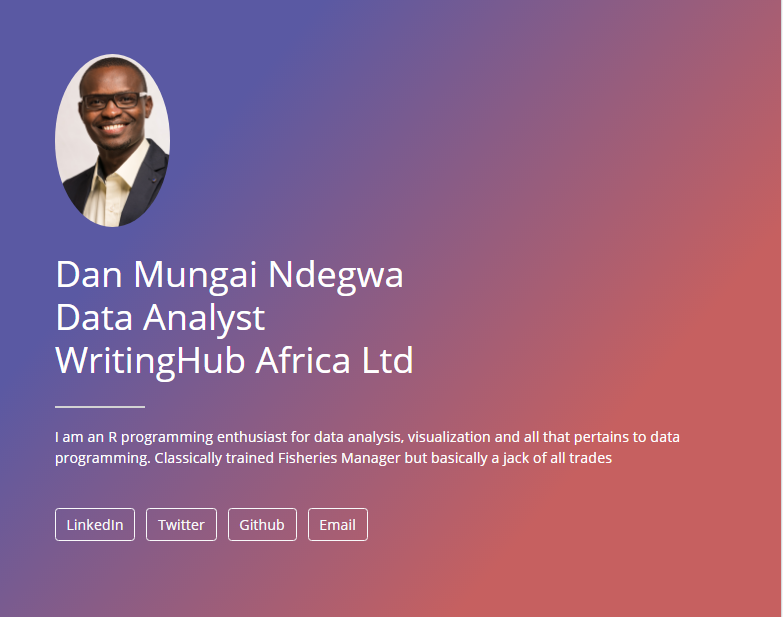 Dan Mungai Ndegwa
Data Analyst
WritingHub Africa Ltd
I am an R programming enthusiast for data analysis, visualization and all that pertains to data
programming. Classically trained Fisheries Manager but basically a jack of all trades
LinkedIn Twitter Github Email